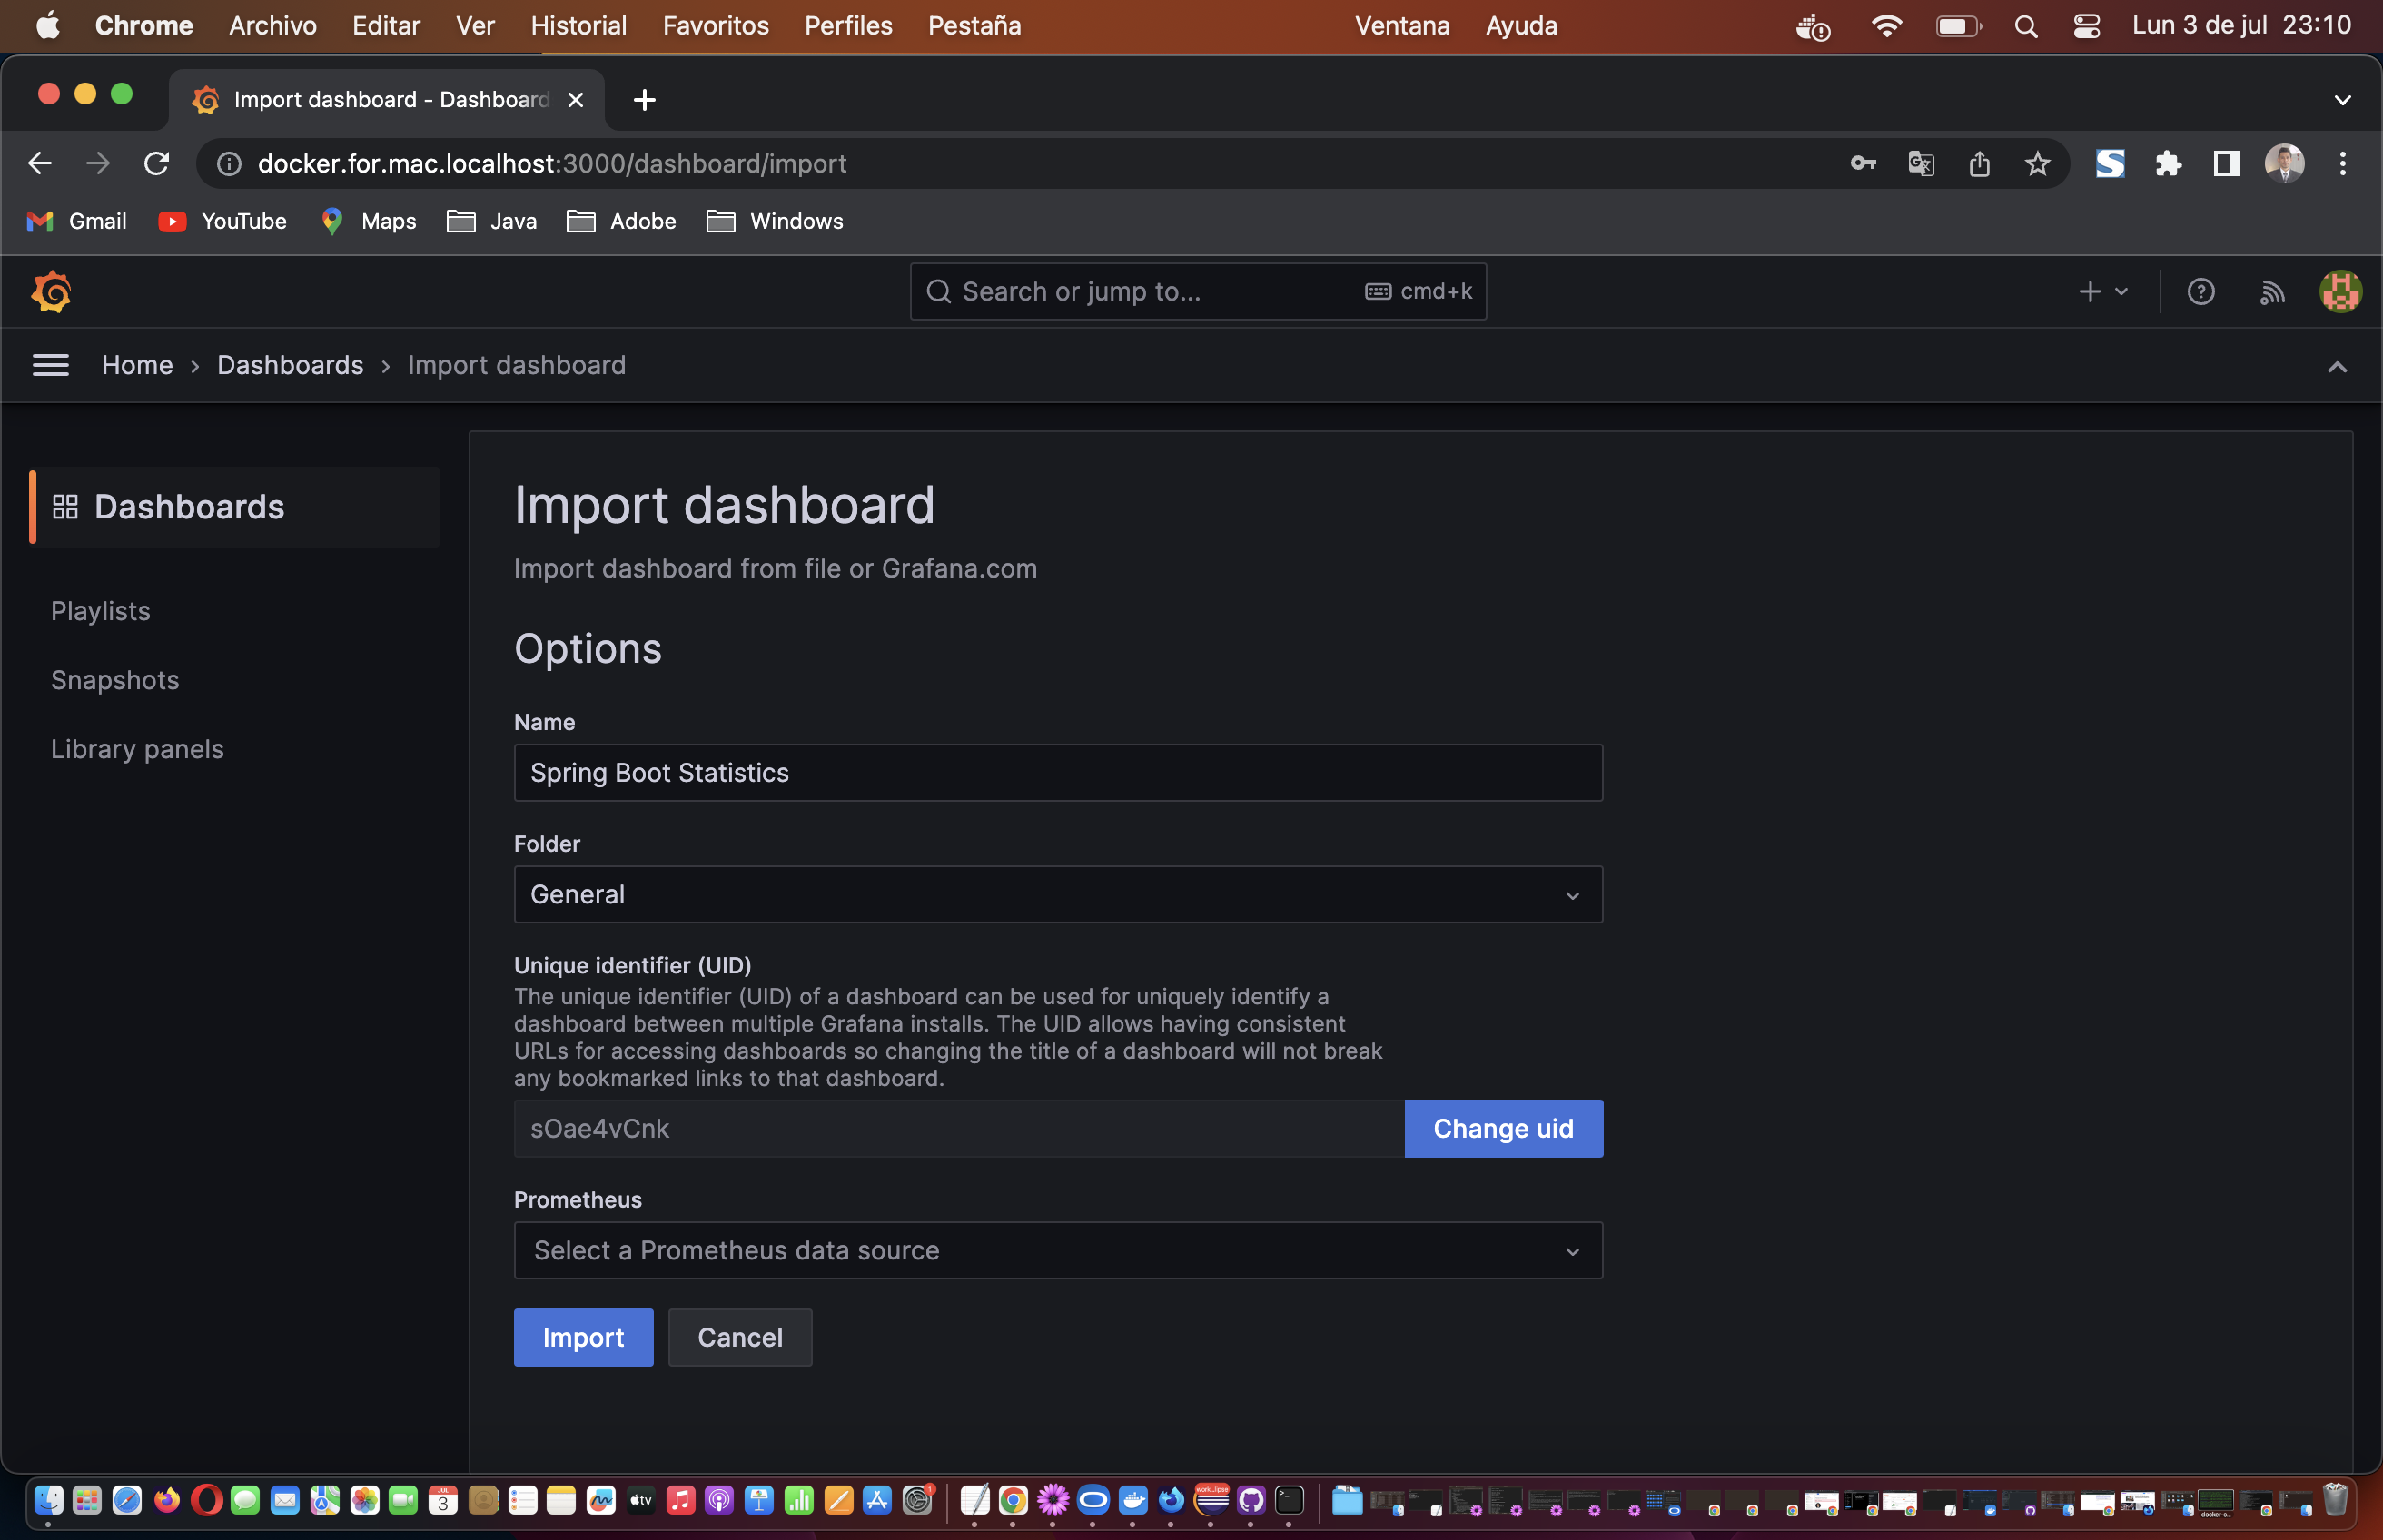 Chrome Archivo Editar Ver Historial Favoritos Perfiles Pestaña Ventana Ayuda Lun 3 de jul 23:10
Import dashboard - Dashboard
docker.for.mac.localhost:3000/dashboard/import
Gmail YouTube Maps Java Adobe Windows
Search or jump to... cmd+k
Home › Dashboards › Import dashboard
Dashboards
Playlists
Snapshots
Library panels
Import dashboard
Import dashboard from file or Grafana.com
Options
Name
Spring Boot Statistics
Folder
General
Unique identifier (UID)
The unique identifier (UID) of a dashboard can be used for uniquely identify a
dashboard between multiple Grafana installs. The UID allows having consistent
URLs for accessing dashboards so changing the title of a dashboard will not break
any bookmarked links to that dashboard.
sOae4vCnk Change uid
Prometheus
Select a Prometheus data source
Import Cancel
JUL
3
tv
1